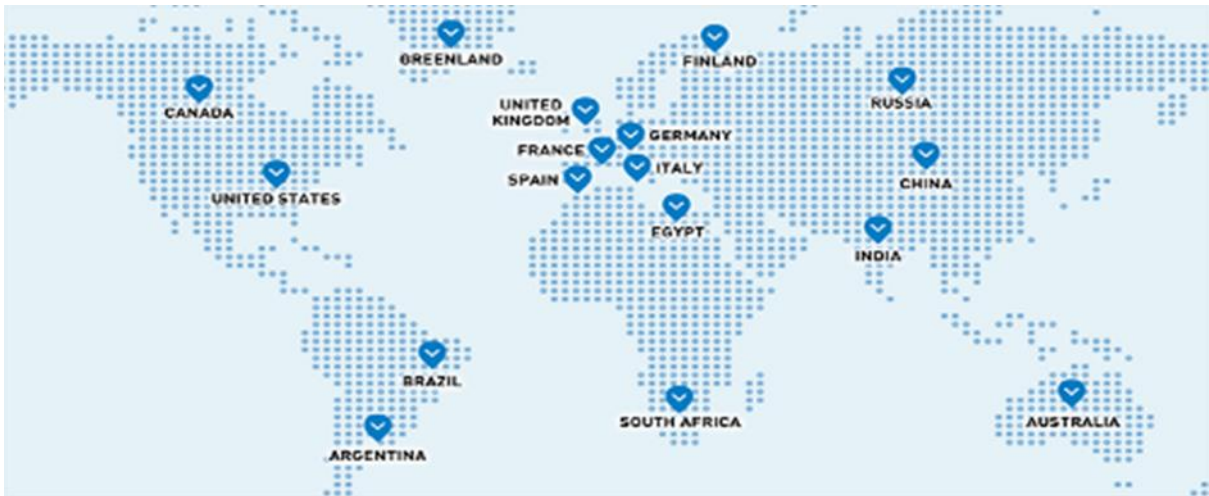 GREENLAND
FINLAND
CANADA
RUSSIA
UNITED
KINGDOM
GERMANY
FRANCE
ITALY
SPAIN
CHINA
UNITED STATES
EGYPT
INDIA
BRAZIL
SOUTH AFRICA
AUSTRALIA
ARGENTINA